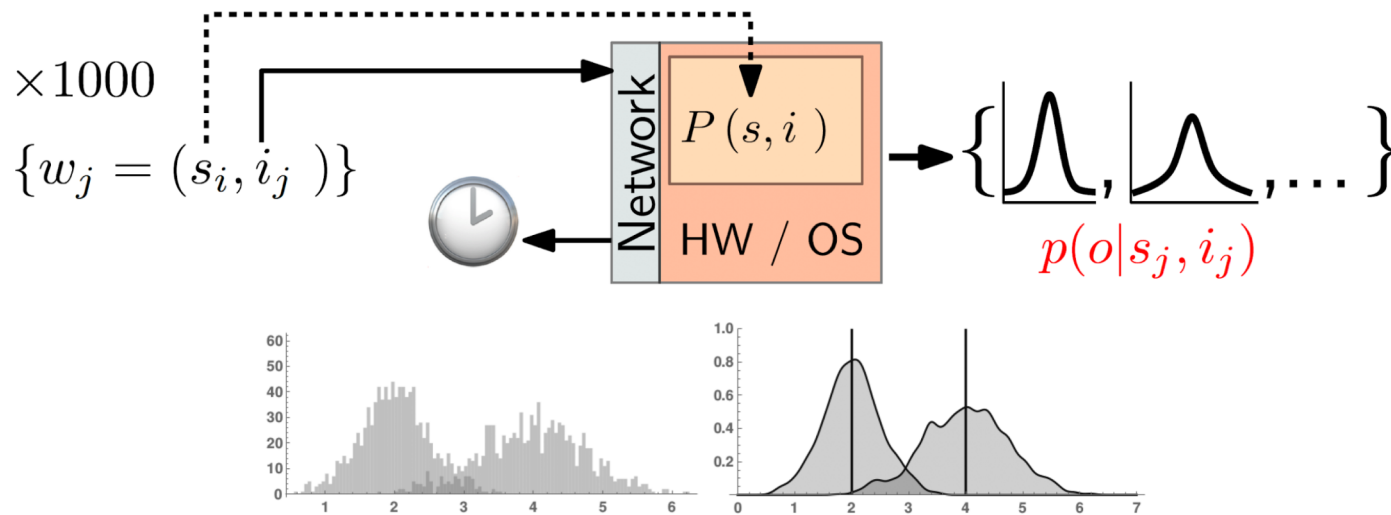 ×1000
{w_j = (s_i, i_j )}
Network
P (s, i )
HW / OS
{ , ,... }
p(o|s_j, i_j)
60
50
40
30
20
10
0
1 2 3 4 5 6
1.0
0.8
0.6
0.4
0.2
0 1 2 3 4 5 6 7